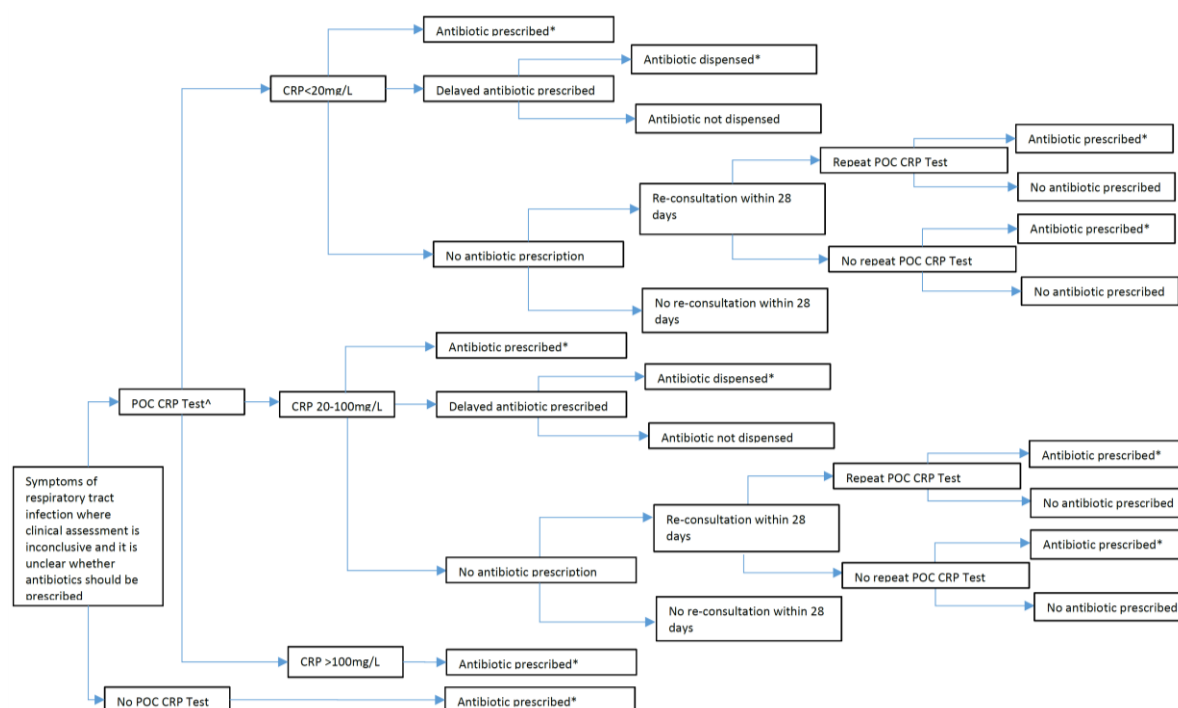 Antibiotic prescribed*
Antibiotic dispensed*
CRP<20mg/L
Delayed antibiotic prescribed
Antibiotic not dispensed
Antibiotic prescribed*
Repeat POC CRP Test
No antibiotic prescribed
Re-consultation within 28
days
Antibiotic prescribed*
No antibiotic prescription
No repeat POC CRP Test
No antibiotic prescribed
No re-consultation within 28
days
Antibiotic prescribed*
Antibiotic dispensed*
POC CRP Test^
CRP 20-100mg/L
Delayed antibiotic prescribed
Antibiotic not dispensed
Antibiotic prescribed*
Repeat POC CRP Test
Symptoms of
respiratory tract
infection where
clinical assessment is
inconclusive and it is
unclear whether
antibiotics should be
prescribed
No antibiotic prescribed
Re-consultation within 28
days
Antibiotic prescribed*
No antibiotic prescription
No repeat POC CRP Test
No antibiotic prescribed
No re-consultation within 28
days
CRP >100mg/L
Antibiotic prescribed*
No POC CRP Test
Antibiotic prescribed*